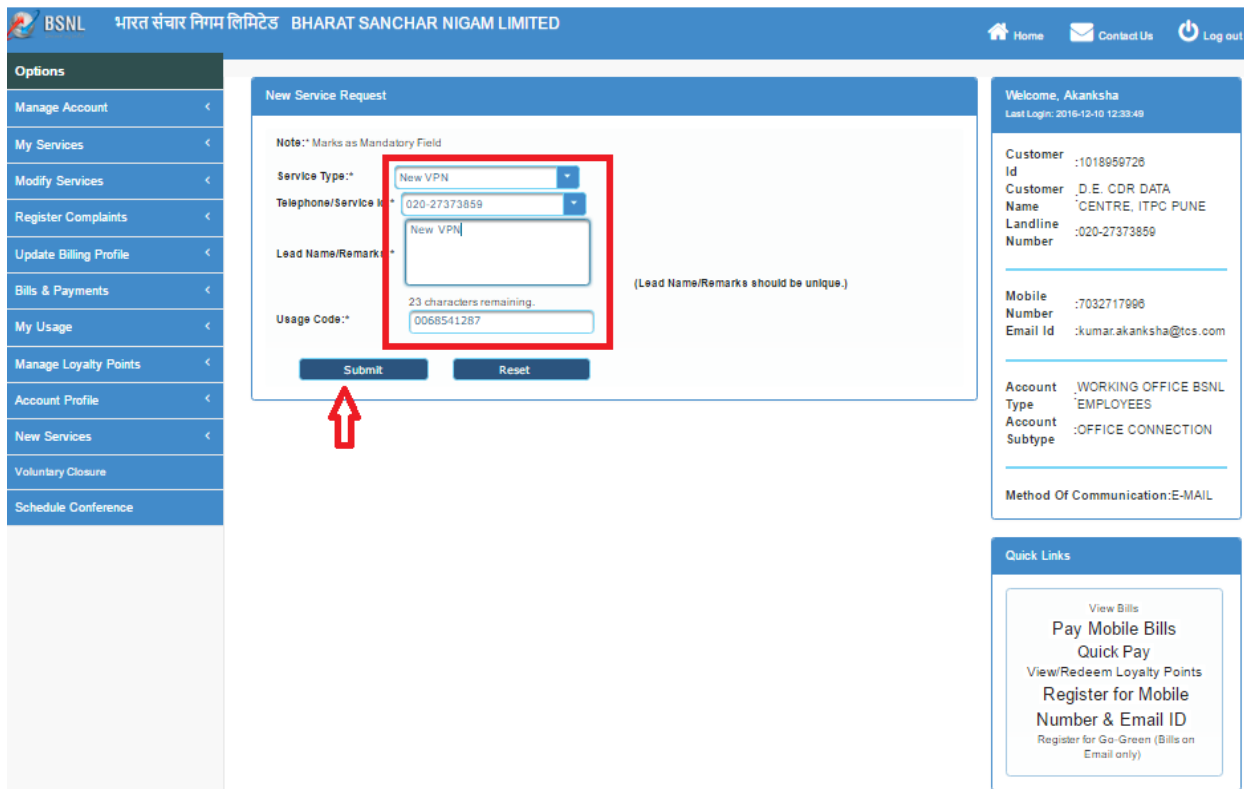 BSNL भारत संचार निगम लिमिटेड BHARAT SANCHAR NIGAM LIMITED
Home Contact Us Log out
Options
Manage Account
My Services
Modify Services
Register Complaints
Update Billing Profile
Bills & Payments
My Usage
Manage Loyalty Points
Account Profile
New Services
Voluntary Closure
Schedule Conference
New Service Request
Note:* Marks as Mandatory Field
Service Type:* New VPN
Telephone/Service Id * 020-27373859
New VPN
Lead Name/Remarks *
(Lead Name/Remarks should be unique.)
23 characters remaining.
Usage Code:* 0068541287
Submit Reset
Welcome, Akanksha
Last Login: 2016-12-10 12:33:49
Customer Id :1018959726
Customer Name :D.E. CDR DATA
CENTRE, ITPC PUNE
Landline Number :020-27373859
Mobile Number :7032717996
Email Id :kumar.akanksha@tcs.com
Account Type :WORKING OFFICE BSNL
EMPLOYEES
Account Subtype :OFFICE CONNECTION
Method Of Communication:E-MAIL
Quick Links
View Bills
Pay Mobile Bills
Quick Pay
View/Redeem Loyalty Points
Register for Mobile
Number & Email ID
Register for Go-Green (Bills on
Email only)